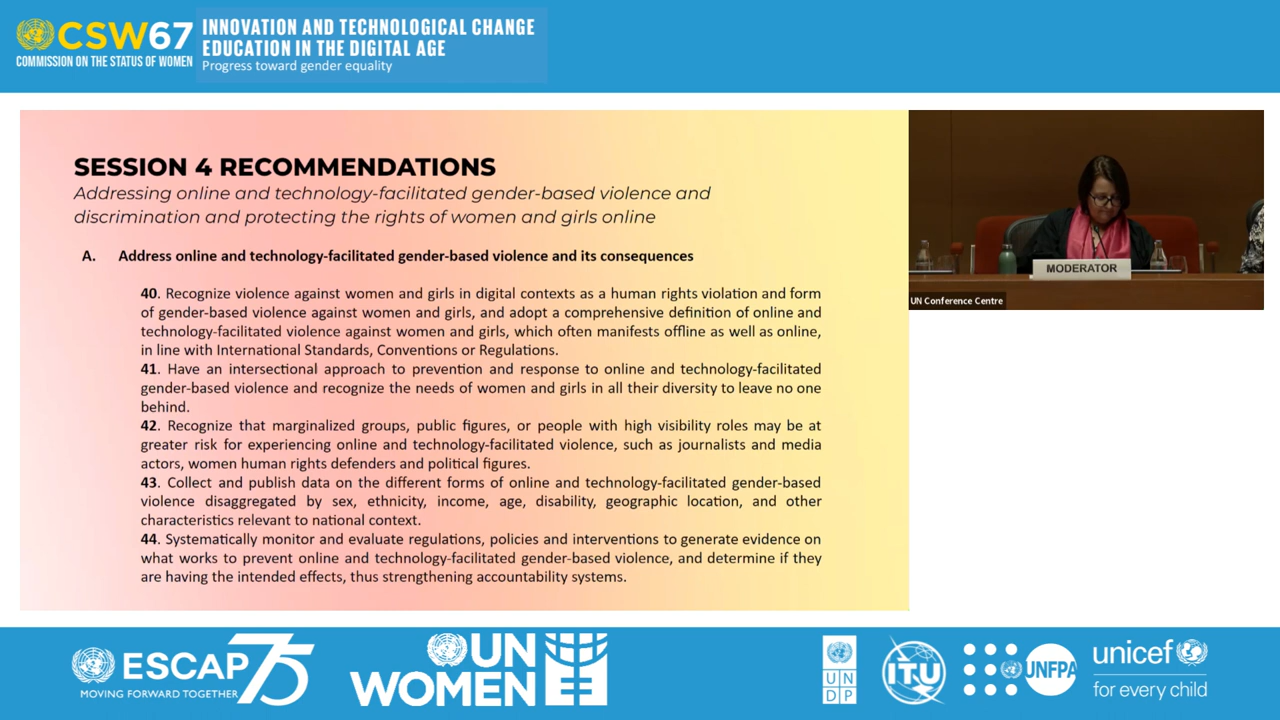 CSW67
COMMISSION ON THE STATUS OF WOMEN
INNOVATION AND TECHNOLOGICAL CHANGE
EDUCATION IN THE DIGITAL AGE
Progress toward gender equality
SESSION 4 RECOMMENDATIONS
Addressing online and technology-facilitated gender-based violence and
discrimination and protecting the rights of women and girls online
A. Address online and technology-facilitated gender-based violence and its consequences
40. Recognize violence against women and girls in digital contexts as a human rights violation and form
of gender-based violence against women and girls, and adopt a comprehensive definition of online and
technology-facilitated violence against women and girls, which often manifests offline as well as online,
in line with International Standards, Conventions or Regulations.
41. Have an intersectional approach to prevention and response to online and technology-facilitated
gender-based violence and recognize the needs of women and girls in all their diversity to leave no one
behind.
42. Recognize that marginalized groups, public figures, or people with high visibility roles may be at
greater risk for experiencing online and technology-facilitated violence, such as journalists and media
actors, women human rights defenders and political figures.
43. Collect and publish data on the different forms of online and technology-facilitated gender-based
violence disaggregated by sex, ethnicity, income, age, disability, geographic location, and other
characteristics relevant to national context.
44. Systematically monitor and evaluate regulations, policies and interventions to generate evidence on
what works to prevent online and technology-facilitated gender-based violence, and determine if they
are having the intended effects, thus strengthening accountability systems.
MODERATOR
UN Conference Centre
ESCAP 75
MOVING FORWARD TOGETHER
UN
WOMEN
UN
DP
ITU
UNFPA
unicef
for every child